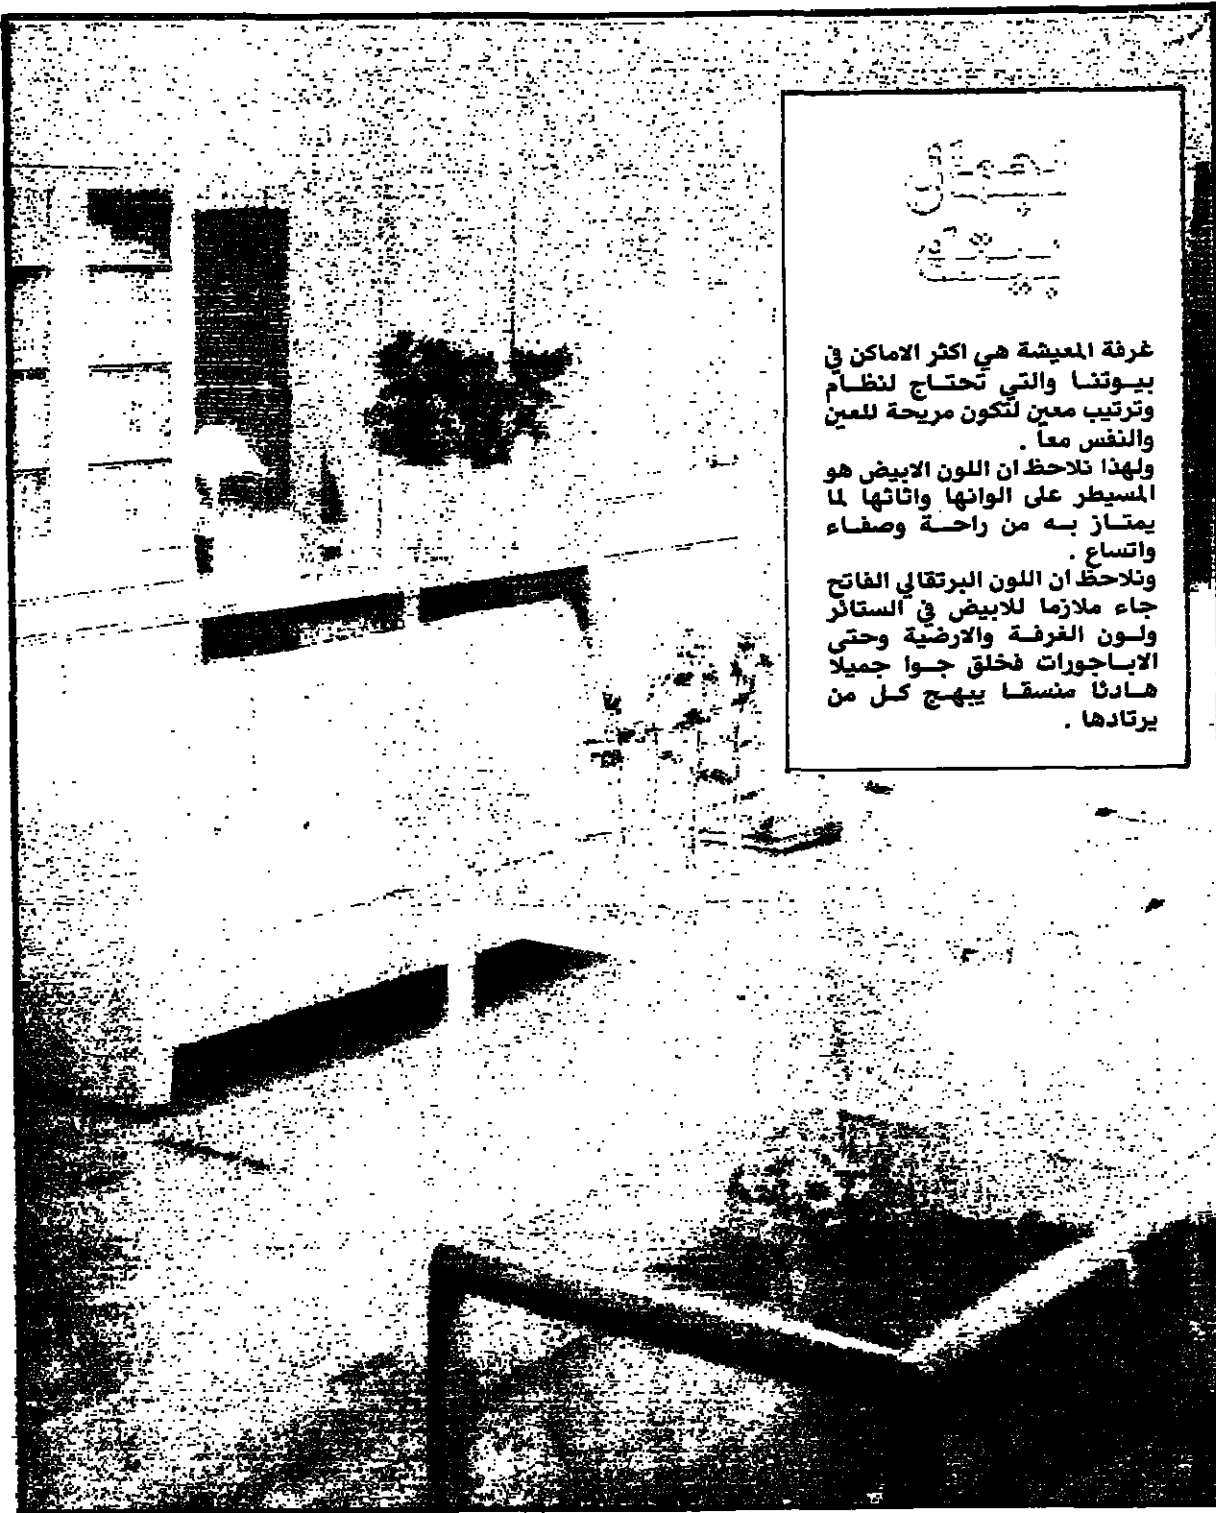 غرفة المعيشة هي اكثر الاماكن في
بيوتنا والتي تحتاج لنظام
وترتيب معين لتكون مريحة للعين
والنفس معاً .
ولهذا نلاحظ ان اللون الابيض هو
المسيطر على الوانها واثاثها لما
يمتاز به من راحة وصفاء
واتساع .
ونلاحظ ان اللون البرتقالي الفاتح
جاء ملازما للابيض في الستائر
ولون الغرفة والارضية وحتى
الاباجورات فخلق جوا جميلا
هادئا منسقا يبهج كل من
يرتادها .